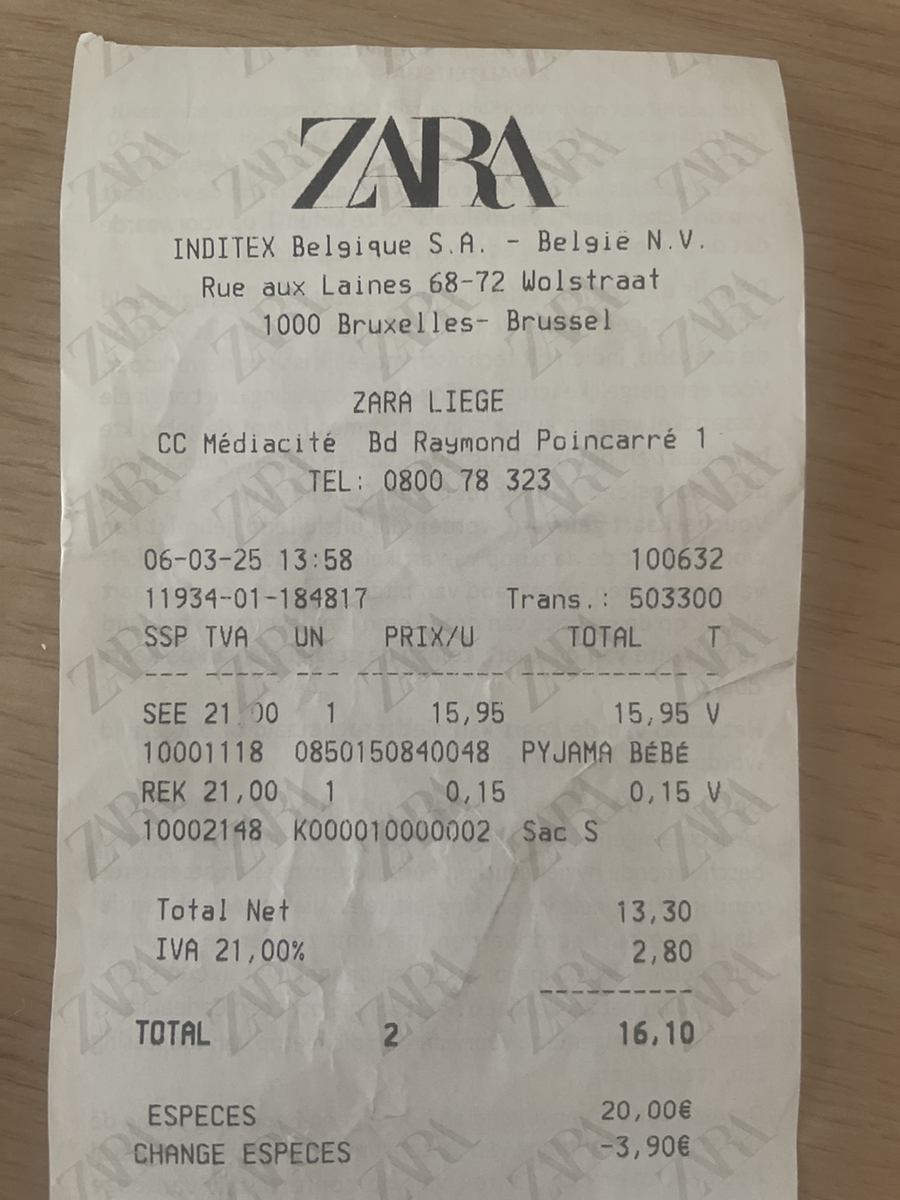 ZARA
INDITEX Belgique S.A. - België N.V.
Rue aux Laines 68-72 Wolstraat
1000 Bruxelles- Brussel
ZARA LIEGE
CC Médiacité Bd Raymond Poincarré 1
TEL: 0800 78 323
06-03-25 13:58 100632
11934-01-184817 Trans.: 503300
SSP TVA UN PRIX/U TOTAL T
--- ----- --- ---------- ----------- -
SEE 21,00 1 15,95 15,95 V
10001118 0850150840048 PYJAMA BÉBÉ
REK 21,00 1 0,15 0,15 V
10002148 K000010000002 Sac S
Total Net 13,30
IVA 21,00% 2,80
----------
TOTAL 2 16,10
ESPECES 20,00€
CHANGE ESPECES -3,90€